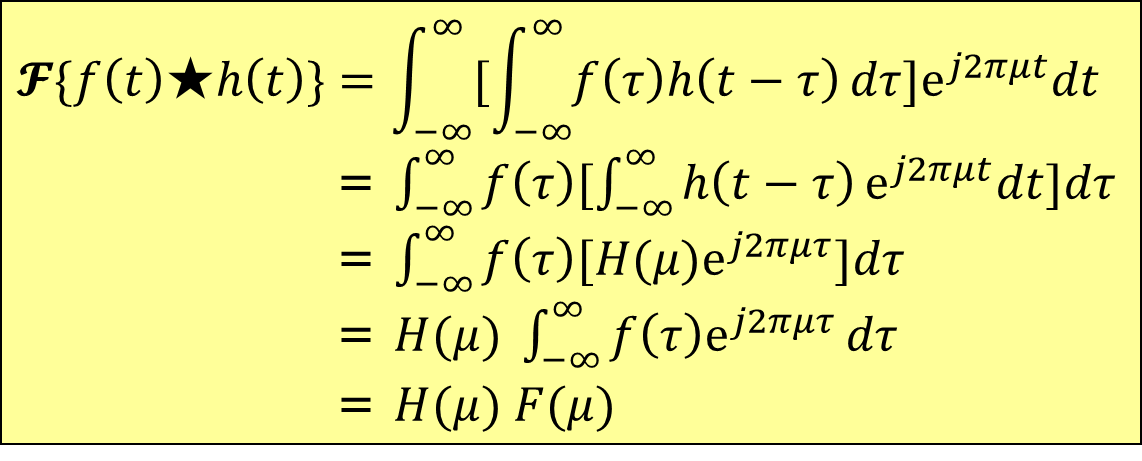 𝓕{f(t)★h(t)} = ∫_{−∞}^{∞} [∫_{−∞}^{∞} f(τ)h(t − τ) dτ]e^{j2πμt}dt
= ∫_{−∞}^{∞} f(τ)[∫_{−∞}^{∞} h(t − τ) e^{j2πμt}dt]dτ
= ∫_{−∞}^{∞} f(τ)[H(μ)e^{j2πμτ}]dτ
= H(μ) ∫_{−∞}^{∞} f(τ)e^{j2πμτ} dτ
= H(μ) F(μ)